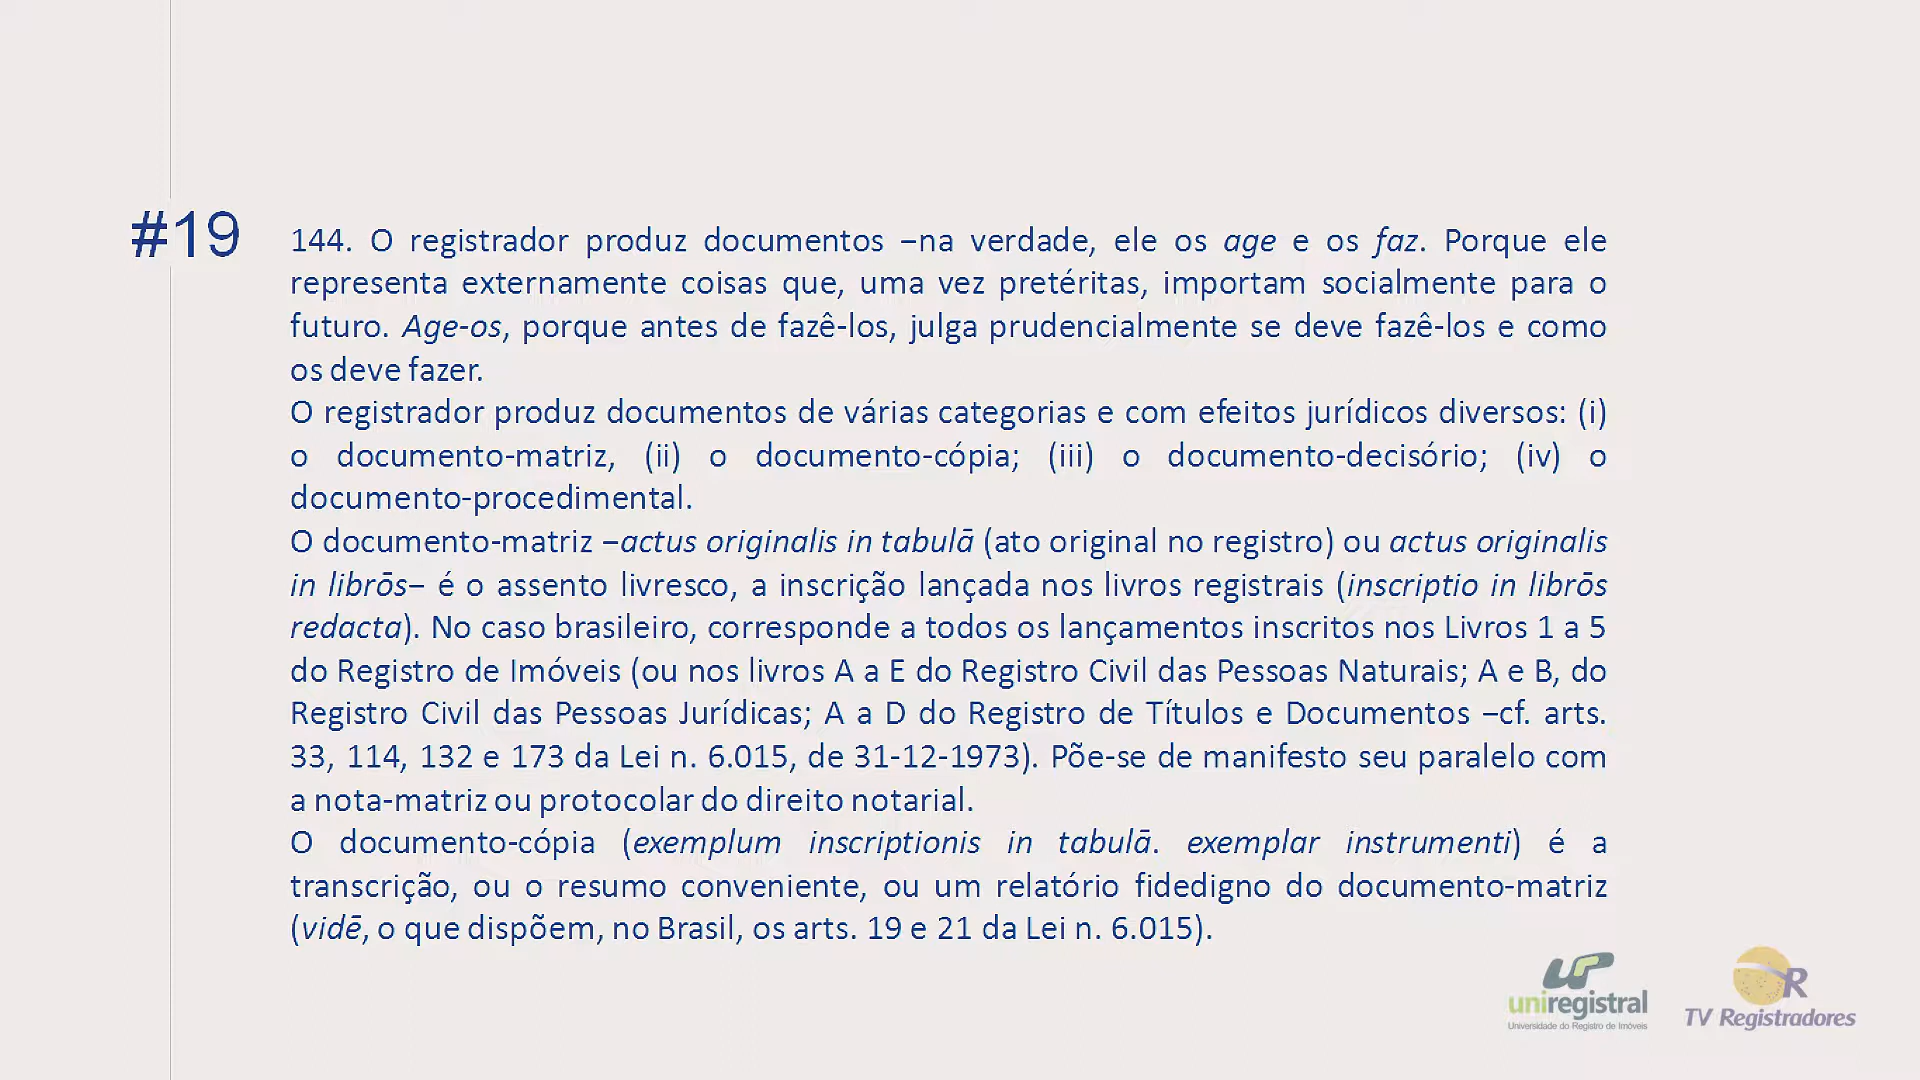 #19
144. O registrador produz documentos –na verdade, ele os age e os faz. Porque ele
representa externamente coisas que, uma vez pretéritas, importam socialmente para o
futuro. Age-os, porque antes de fazê-los, julga prudencialmente se deve fazê-los e como
os deve fazer.
O registrador produz documentos de várias categorias e com efeitos jurídicos diversos: (i)
o documento-matriz, (ii) o documento-cópia; (iii) o documento-decisório; (iv) o
documento-procedimental.
O documento-matriz –actus originalis in tabulā (ato original no registro) ou actus originalis
in librōs– é o assento livresco, a inscrição lançada nos livros registrais (inscriptio in librōs
redacta). No caso brasileiro, corresponde a todos os lançamentos inscritos nos Livros 1 a 5
do Registro de Imóveis (ou nos livros A a E do Registro Civil das Pessoas Naturais; A e B, do
Registro Civil das Pessoas Jurídicas; A a D do Registro de Títulos e Documentos –cf. arts.
33, 114, 132 e 173 da Lei n. 6.015, de 31-12-1973). Põe-se de manifesto seu paralelo com
a nota-matriz ou protocolar do direito notarial.
O documento-cópia (exemplum inscriptionis in tabulā. exemplar instrumenti) é a
transcrição, ou o resumo conveniente, ou um relatório fidedigno do documento-matriz
(vidē, o que dispõem, no Brasil, os arts. 19 e 21 da Lei n. 6.015).
uniregistral
Universidade do Registro de Imóveis
R
TV Registradores